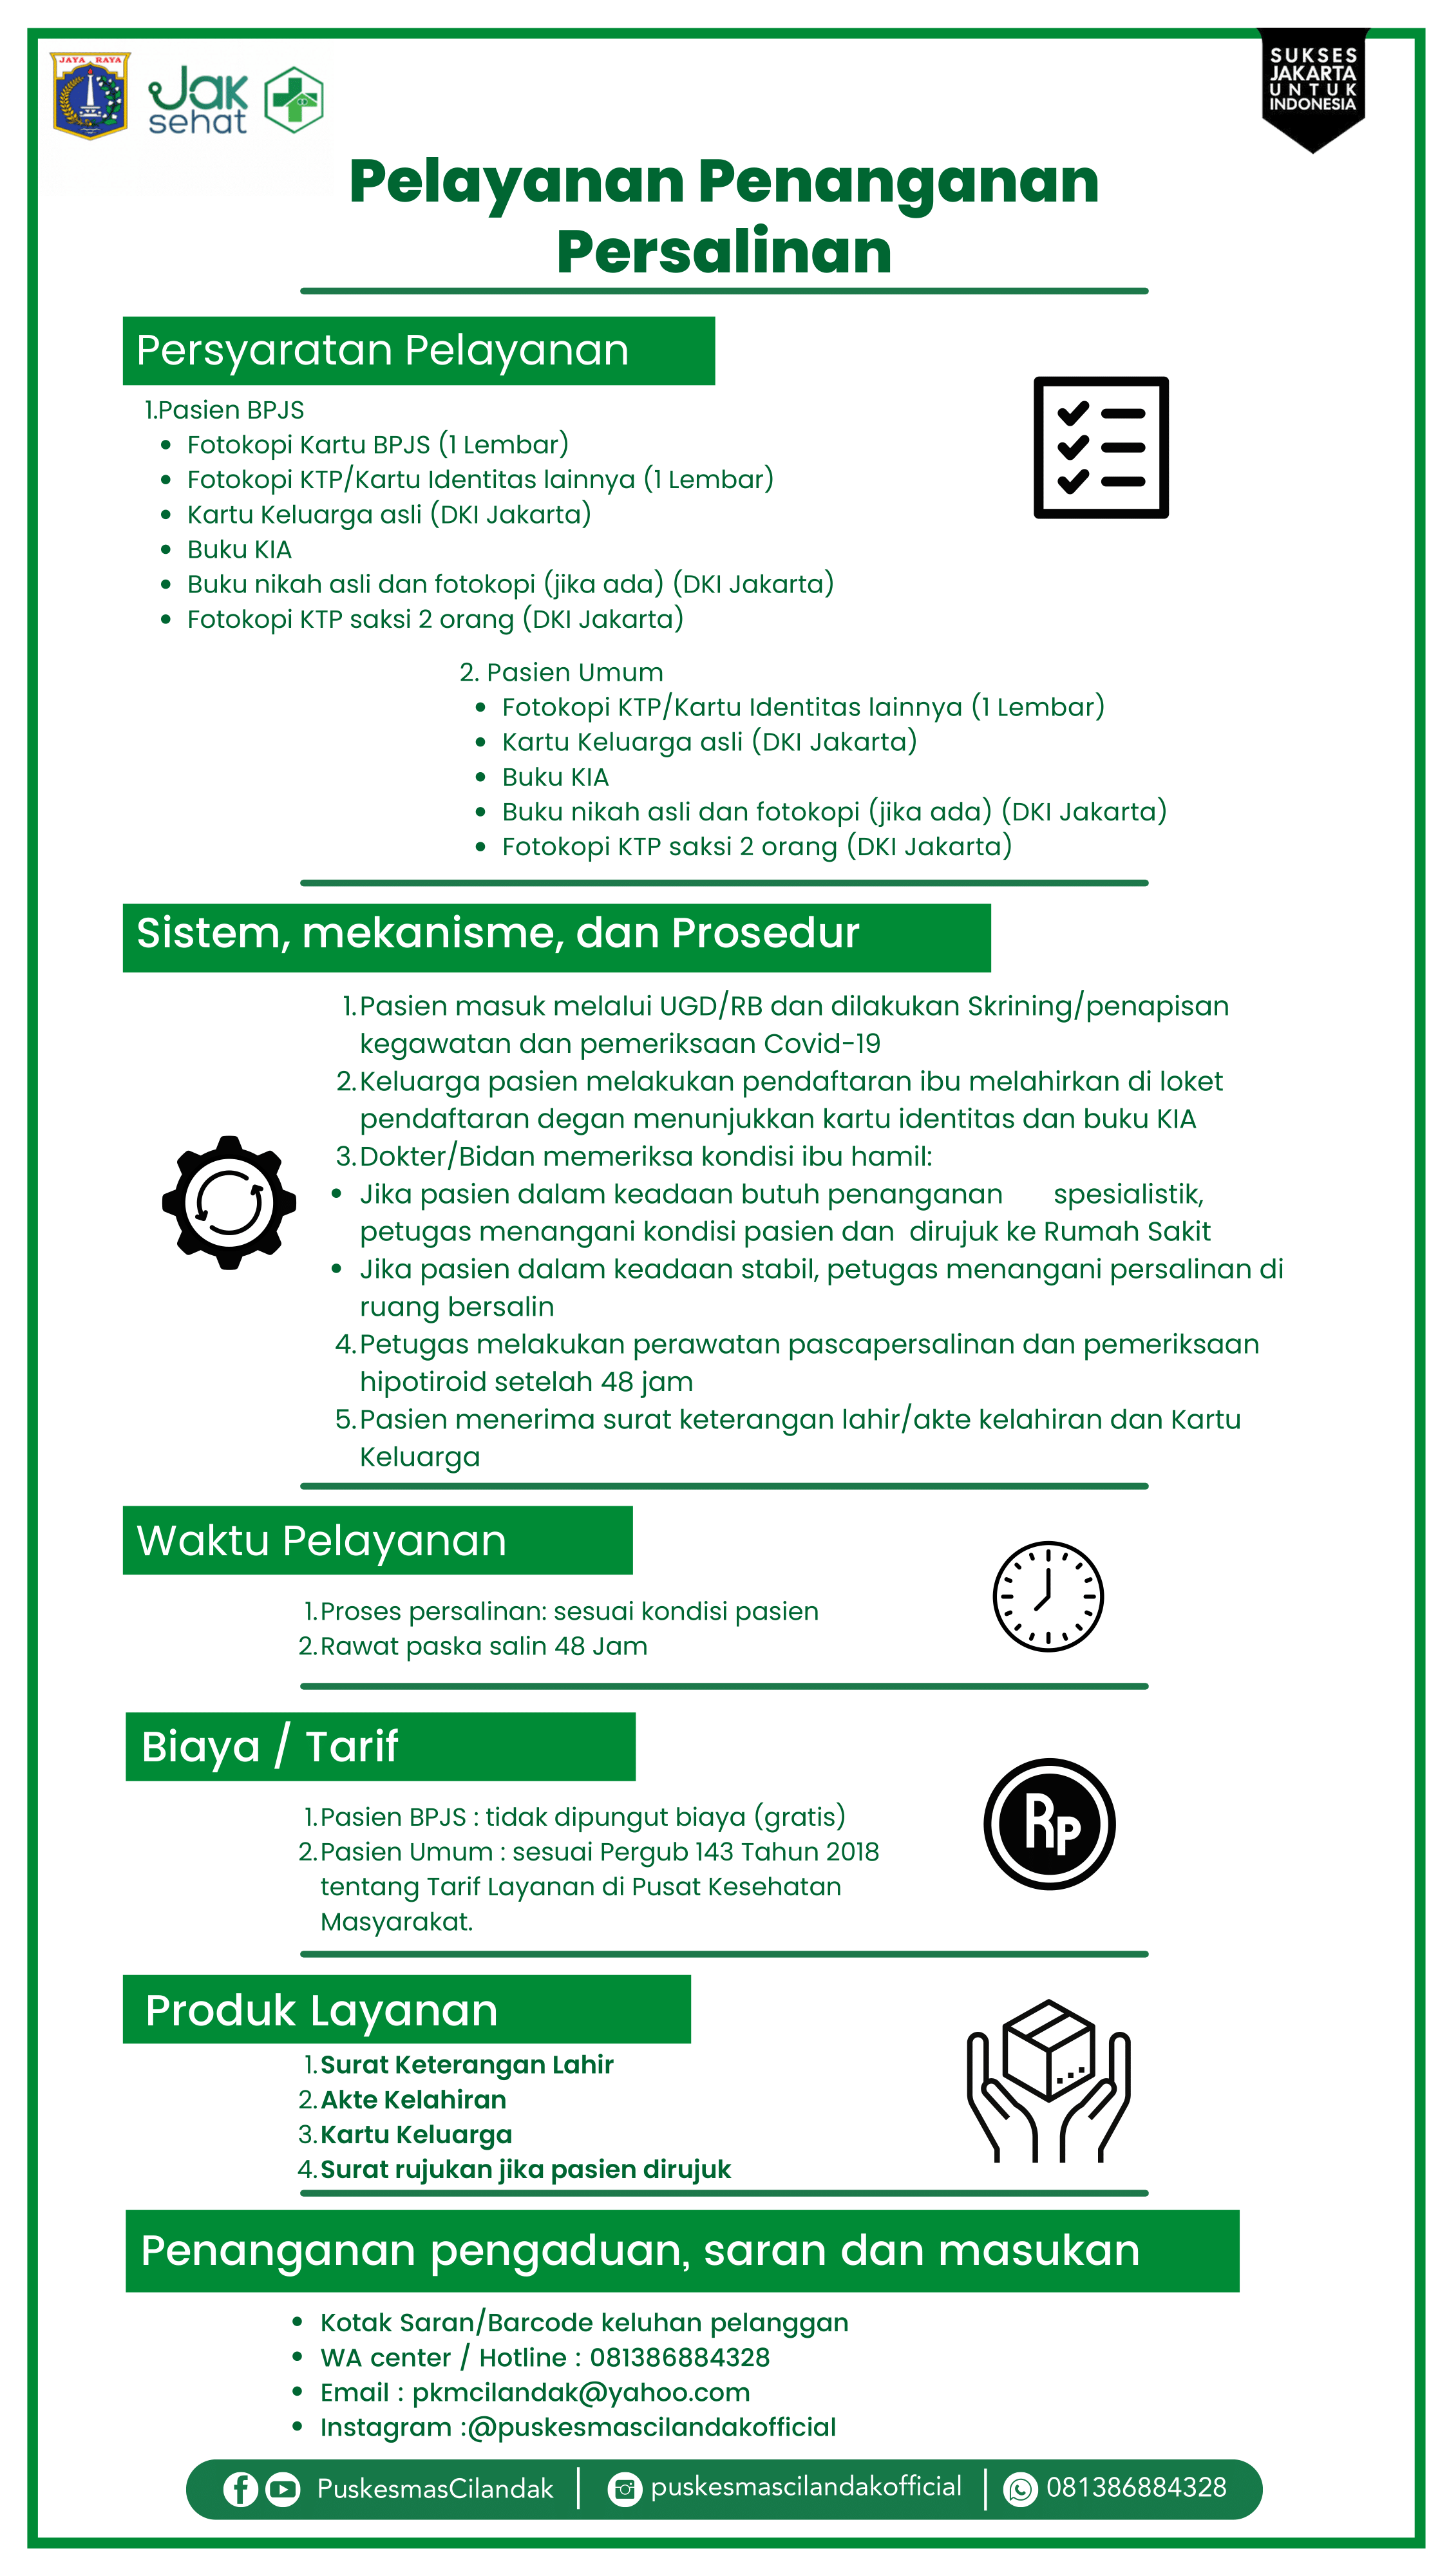 JAYA RAYA
Jak
sehat
SUKSES
JAKARTA
UNTUK
INDONESIA
Pelayanan Penanganan
Persalinan
Persyaratan Pelayanan
1.Pasien BPJS
• Fotokopi Kartu BPJS (1 Lembar)
• Fotokopi KTP/Kartu Identitas lainnya (1 Lembar)
• Kartu Keluarga asli (DKI Jakarta)
• Buku KIA
• Buku nikah asli dan fotokopi (jika ada) (DKI Jakarta)
• Fotokopi KTP saksi 2 orang (DKI Jakarta)
2. Pasien Umum
• Fotokopi KTP/Kartu Identitas lainnya (1 Lembar)
• Kartu Keluarga asli (DKI Jakarta)
• Buku KIA
• Buku nikah asli dan fotokopi (jika ada) (DKI Jakarta)
• Fotokopi KTP saksi 2 orang (DKI Jakarta)
Sistem, mekanisme, dan Prosedur
1.Pasien masuk melalui UGD/RB dan dilakukan Skrining/penapisan
kegawatan dan pemeriksaan Covid-19
2.Keluarga pasien melakukan pendaftaran ibu melahirkan di loket
pendaftaran degan menunjukkan kartu identitas dan buku KIA
3.Dokter/Bidan memeriksa kondisi ibu hamil:
• Jika pasien dalam keadaan butuh penanganan spesialistik,
petugas menangani kondisi pasien dan dirujuk ke Rumah Sakit
• Jika pasien dalam keadaan stabil, petugas menangani persalinan di
ruang bersalin
4.Petugas melakukan perawatan pascapersalinan dan pemeriksaan
hipotiroid setelah 48 jam
5.Pasien menerima surat keterangan lahir/akte kelahiran dan Kartu
Keluarga
Waktu Pelayanan
1.Proses persalinan: sesuai kondisi pasien
2.Rawat paska salin 48 Jam
Biaya / Tarif
1.Pasien BPJS : tidak dipungut biaya (gratis)
2.Pasien Umum : sesuai Pergub 143 Tahun 2018
tentang Tarif Layanan di Pusat Kesehatan
Masyarakat.
Rp
Produk Layanan
1.Surat Keterangan Lahir
2.Akte Kelahiran
3.Kartu Keluarga
4.Surat rujukan jika pasien dirujuk
Penanganan pengaduan, saran dan masukan
• Kotak Saran/Barcode keluhan pelanggan
• WA center / Hotline : 081386884328
• Email : pkmcilandak@yahoo.com
• Instagram :@puskesmascilandakofficial
PuskesmasCilandak | puskesmascilandakofficial | 081386884328